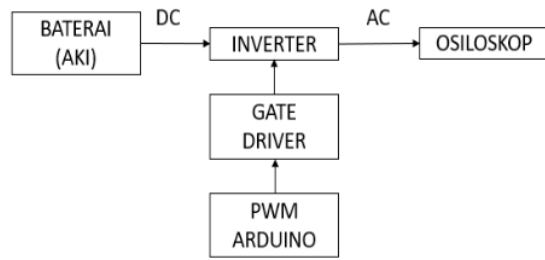 BATERAI
(AKI)
DC
INVERTER
AC
OSILOSKOP
GATE
DRIVER
PWM
ARDUINO